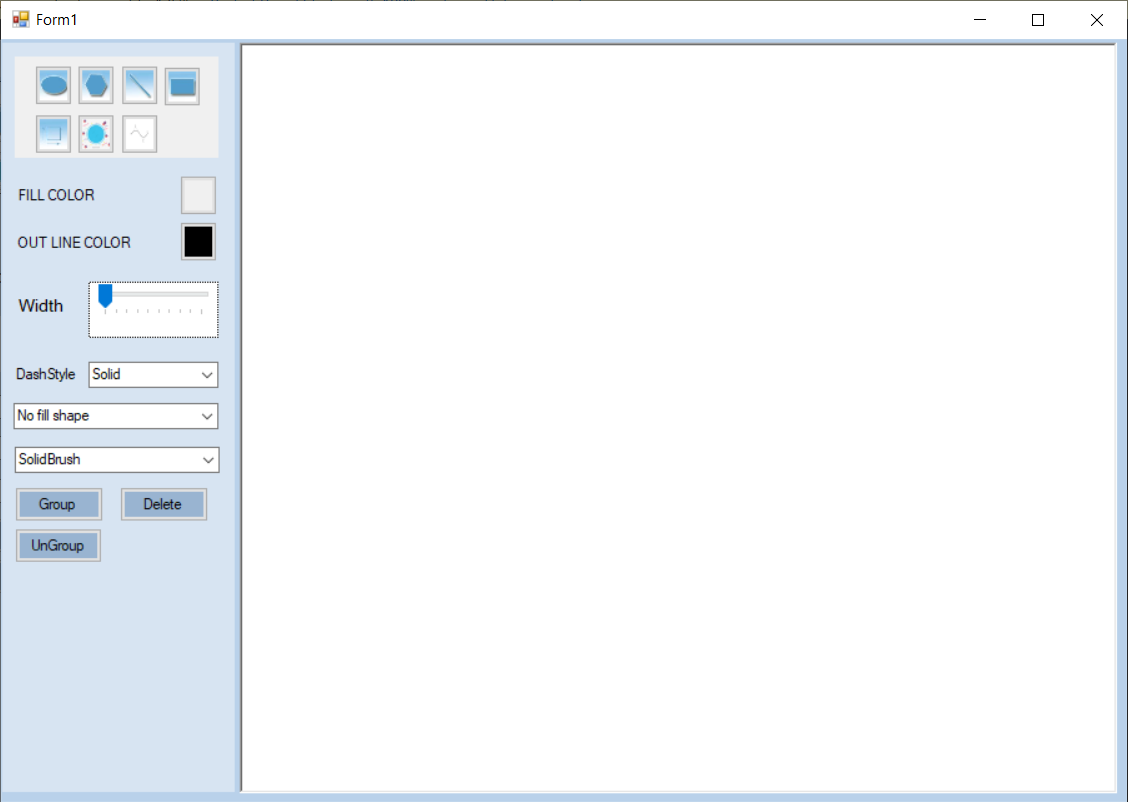 Form1
FILL COLOR
OUT LINE COLOR
Width
DashStyle Solid
No fill shape
SolidBrush
Group Delete
UnGroup